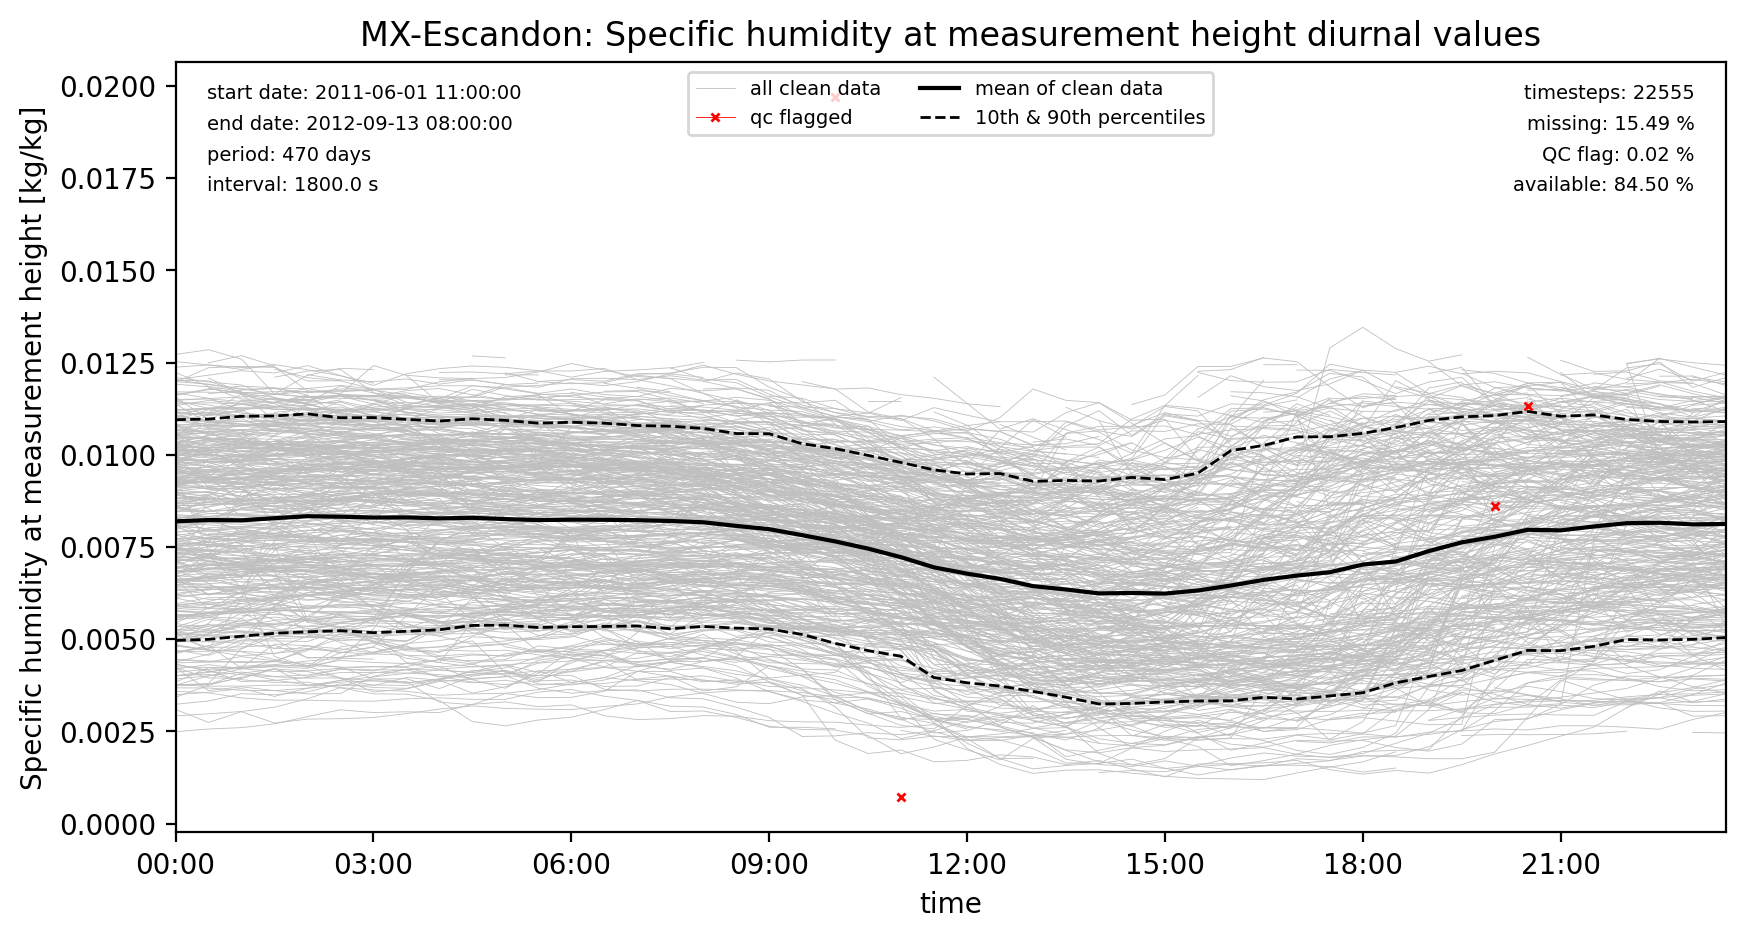 MX-Escandon: Specific humidity at measurement height diurnal values
start date: 2011-06-01 11:00:00
end date: 2012-09-13 08:00:00
period: 470 days
interval: 1800.0 s
all clean data
qc flagged
mean of clean data
10th & 90th percentiles
timesteps: 22555
missing: 15.49 %
QC flag: 0.02 %
available: 84.50 %
Specific humidity at measurement height [kg/kg]
0.0200
0.0175
0.0150
0.0125
0.0100
0.0075
0.0050
0.0025
0.0000
00:00 03:00 06:00 09:00 12:00 15:00 18:00 21:00
time